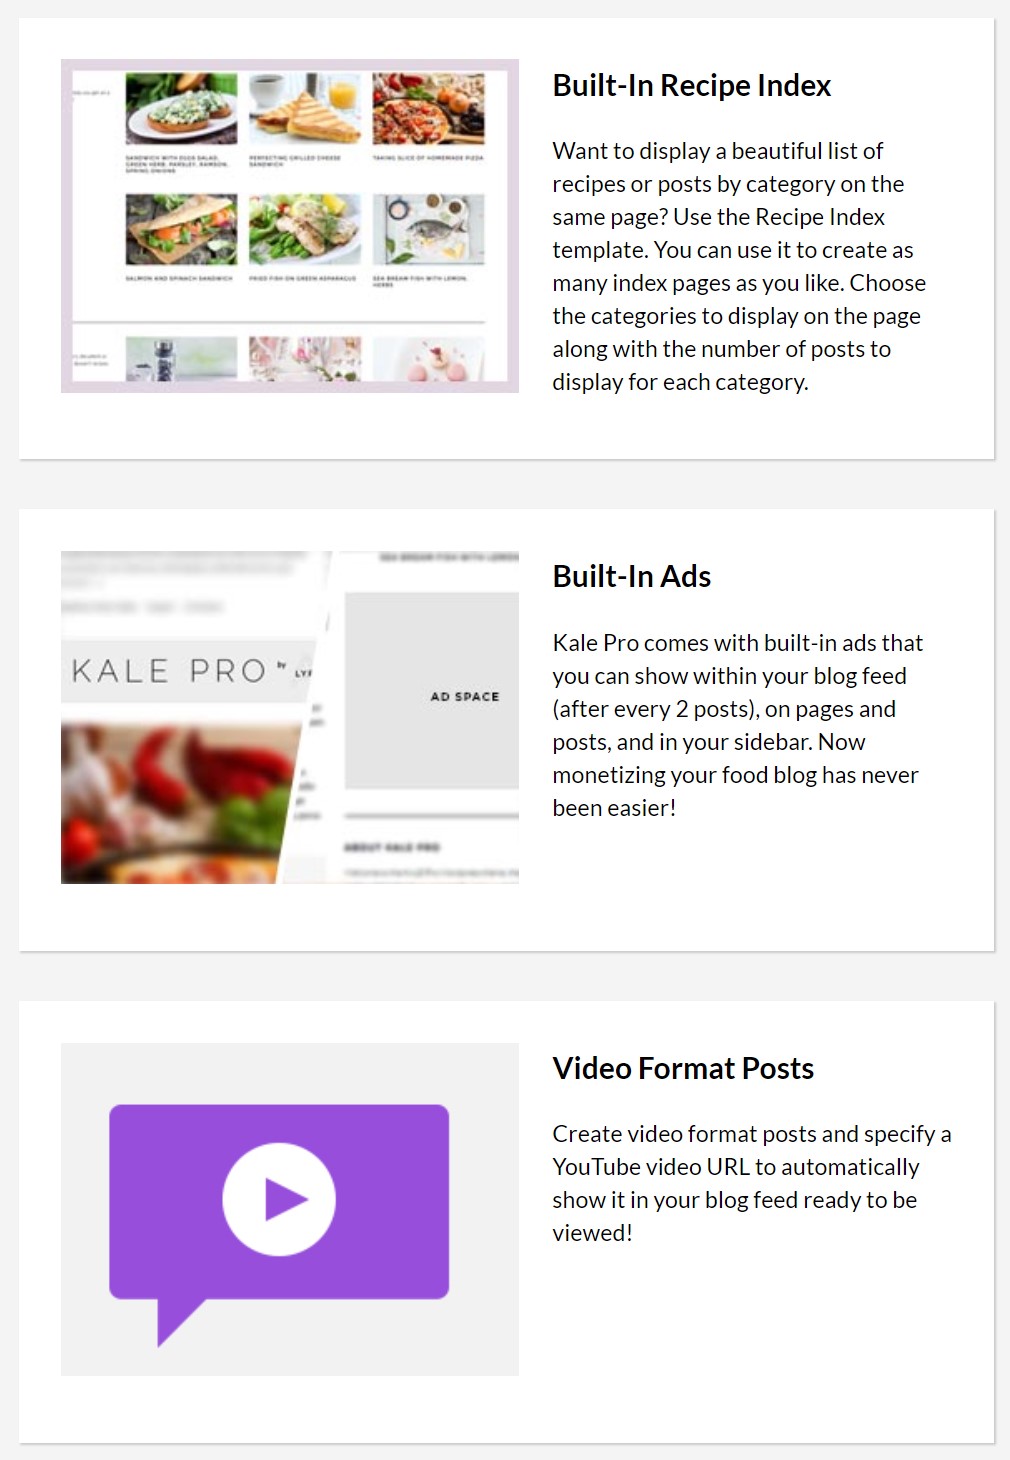 SANDWICH WITH EGGS SALAD,
GREEN HERB, PARSLEY, RAMSON,
SPRING ONIONS
PERFECTING GRILLED CHEESE
SANDWICH
TAKING SLICE OF HOMEMADE PIZZA
SALMON AND SPINACH SANDWICH
FRIED FISH ON GREEN ASPARAGUS
SEA BREAM FISH WITH LEMON,
HERBS
Built-In Recipe Index
Want to display a beautiful list of
recipes or posts by category on the
same page? Use the Recipe Index
template. You can use it to create as
many index pages as you like. Choose
the categories to display on the page
along with the number of posts to
display for each category.
SEA BREAM FISH WITH LEMON
KALE PRO by LYF
AD SPACE
ABOUT KALE PRO
Built-In Ads
Kale Pro comes with built-in ads that
you can show within your blog feed
(after every 2 posts), on pages and
posts, and in your sidebar. Now
monetizing your food blog has never
been easier!
Video Format Posts
Create video format posts and specify a
YouTube video URL to automatically
show it in your blog feed ready to be
viewed!